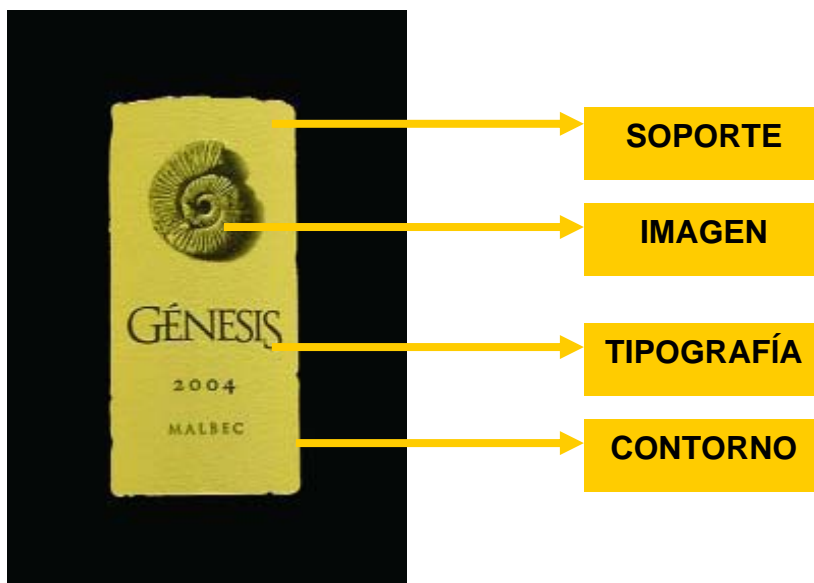 SOPORTE
IMAGEN
GÉNESIS
TIPOGRAFÍA
2004
MALBEC
CONTORNO